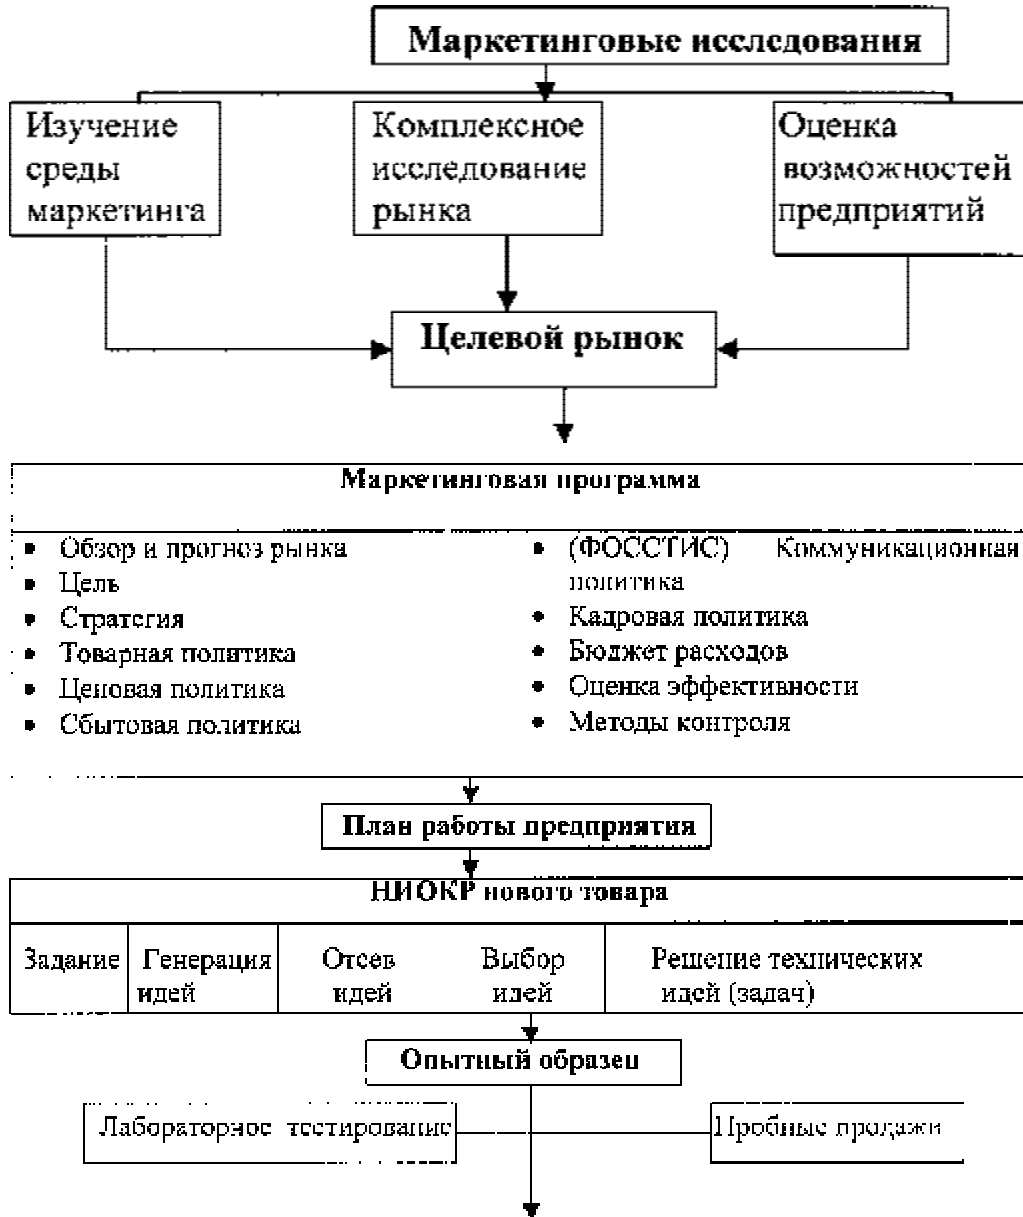 Маркетинговые исследования
Изучение
среды
маркетинга
Комплексное
исследование
рынка
Оценка
возможностей
предприятий
Целевой рынок
Маркетинговая программа
• Обзор и прогноз рынка
• Цель
• Стратегия
• Товарная политика
• Ценовая политика
• Сбытовая политика
• (ФОССТИС) Коммуникационная
политика
• Кадровая политика
• Бюджет расходов
• Оценка эффективности
• Методы контроля
План работы предприятия
НИОКР нового товара
Задание
Генерация
идей
Отсев
идей
Выбор
идей
Решение технических
идей (задач)
Опытный образец
Лабораторное тестирование
Пробные продажи